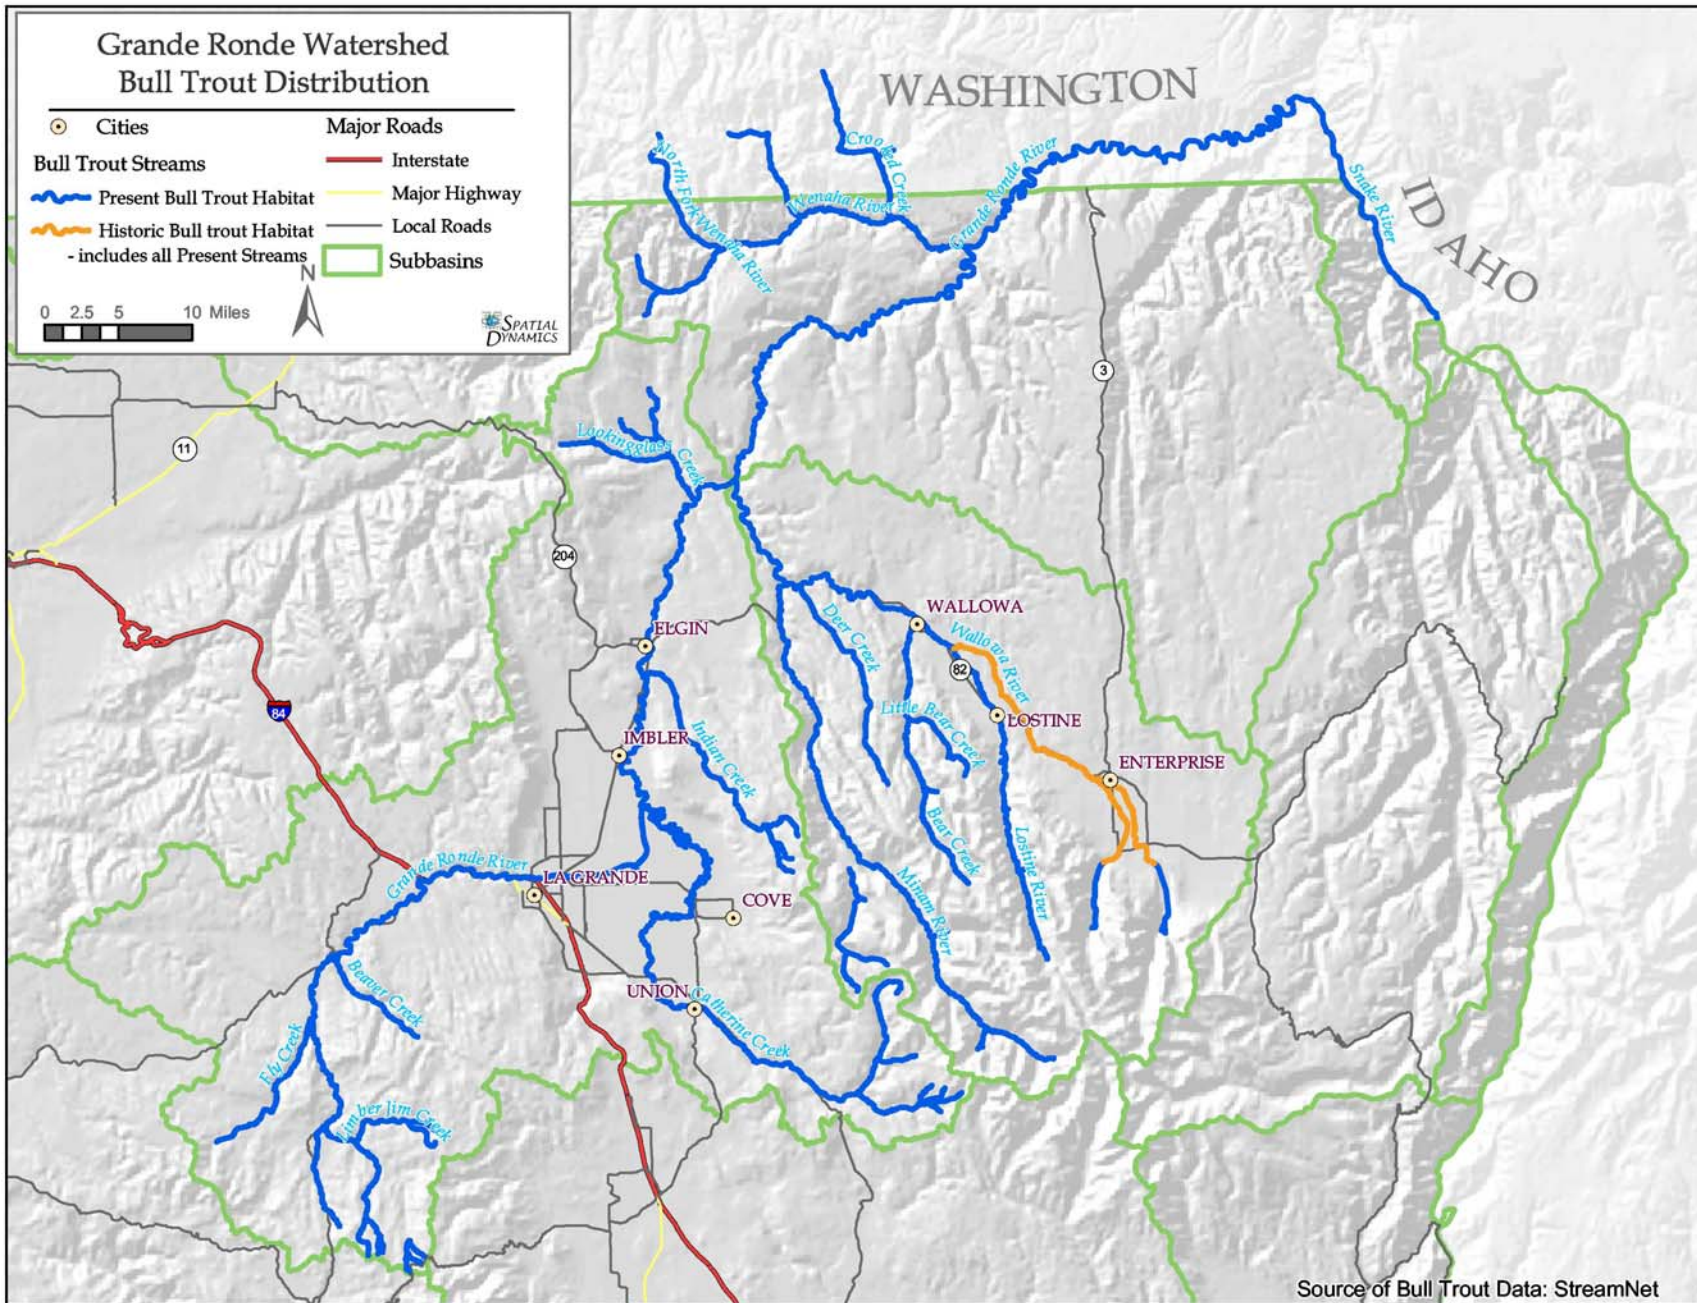 Grande Ronde Watershed
Bull Trout Distribution
Cities
Major Roads
Bull Trout Streams
Interstate
Present Bull Trout Habitat
Major Highway
Historic Bull trout Habitat
Local Roads
- includes all Present Streams
Subbasins
N
0 2.5 5 10 Miles
SPATIAL
DYNAMICS
WASHINGTON
IDAHO
North Fork Wenaha River
Crooked Creek
Wenaha River
Grande Ronde River
Snake River
3
11
Lookingglass Creek
204
WALLOWA
ELGIN
Deer Creek
Wallowa River
82
84
LOSTINE
Little Bear Creek
IMBLER
Indian Creek
ENTERPRISE
Bear Creek
Lostine River
Grande Ronde River
LA GRANDE
Minam River
COVE
Beaver Creek
UNION
Catherine Creek
Fly Creek
Limber Jim Creek
Source of Bull Trout Data: StreamNet